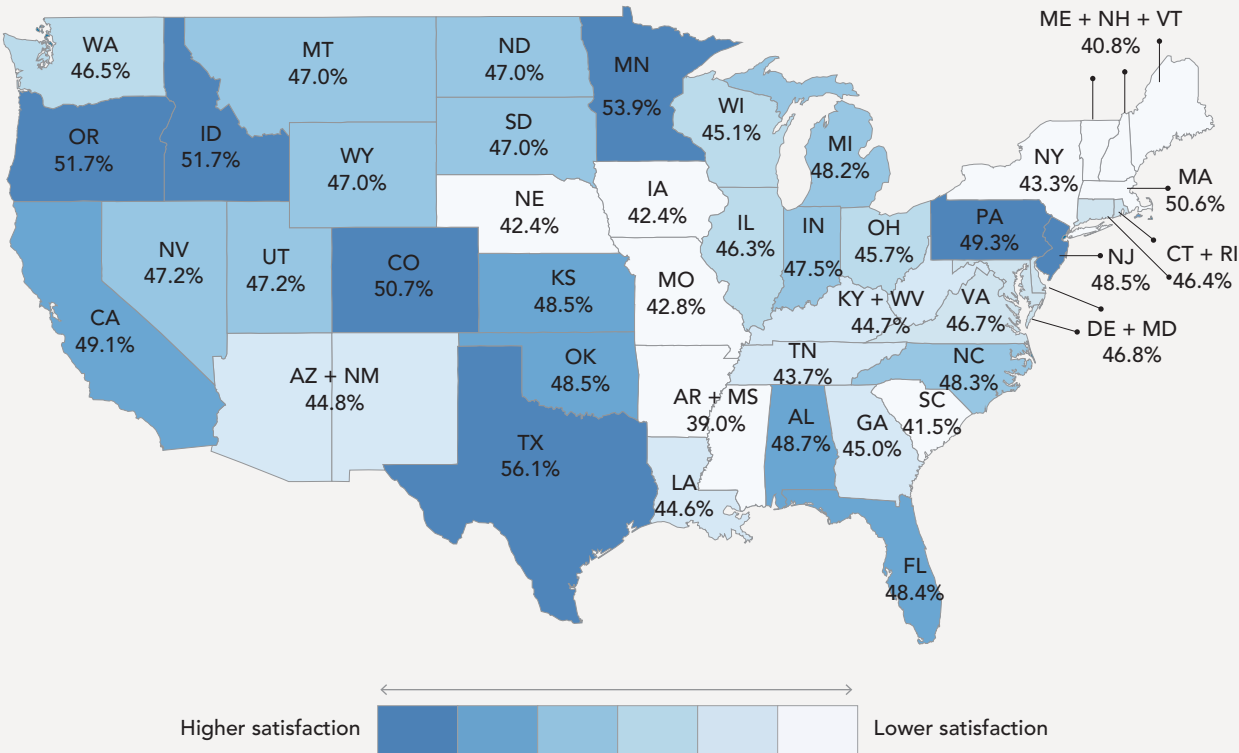 ME + NH + VT
40.8%
WA
46.5%
MT
47.0%
ND
47.0%
MN
53.9%
OR
51.7%
ID
51.7%
SD
47.0%
WI
45.1%
MI
48.2%
WY
47.0%
NY
43.3%
MA
50.6%
NE
42.4%
IA
42.4%
PA
49.3%
NV
47.2%
UT
47.2%
CO
50.7%
IL
46.3%
IN
47.5%
OH
45.7%
NJ
48.5%
CT + RI
46.4%
KS
48.5%
MO
42.8%
KY + WV
44.7%
VA
46.7%
DE + MD
46.8%
CA
49.1%
AZ + NM
44.8%
OK
48.5%
TN
43.7%
NC
48.3%
AR + MS
39.0%
SC
41.5%
TX
56.1%
AL
48.7%
GA
45.0%
LA
44.6%
FL
48.4%
Higher satisfaction
Lower satisfaction